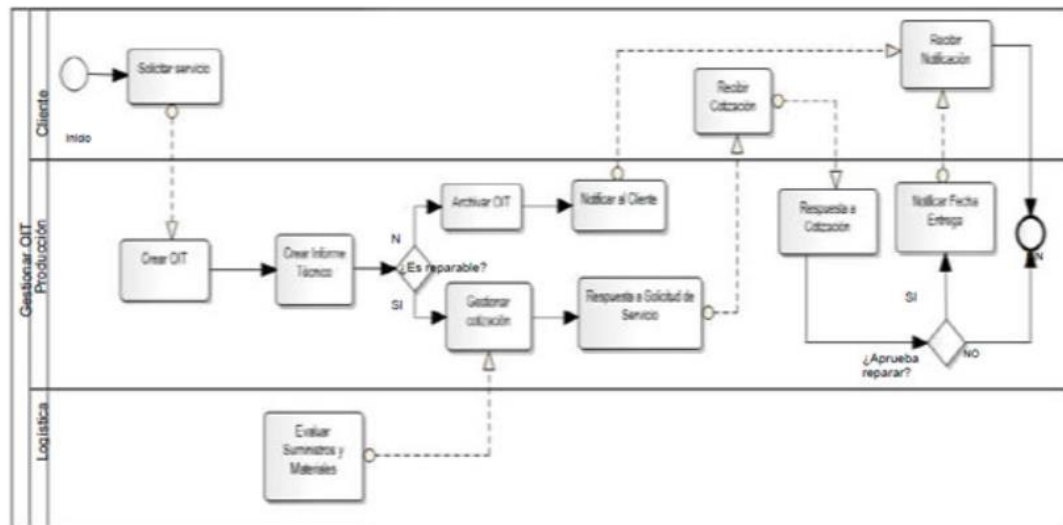 Gestionar OIT
Cliente
Inicio
Solicitar servicio
Recibir
Cotización
Recibir
Notificación
Producción
Crear OIT
Crear Informe
Técnico
N
¿Es reparable?
SI
Archivar OIT
Notificar al Cliente
Gestionar
cotización
Respuesta a Solicitud de
Servicio
Respuesta a
Cotización
Notificar Fecha
Entrega
SI
¿Aprueba
reparar?
NO
N
Logística
Evaluar
Suministros y
Materiales